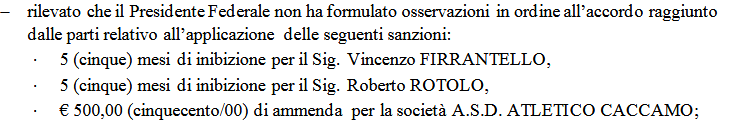 – rilevato che il Presidente Federale non ha formulato osservazioni in ordine all’accordo raggiunto
dalle parti relativo all’applicazione delle seguenti sanzioni:
· 5 (cinque) mesi di inibizione per il Sig. Vincenzo FIRRANTELLO,
· 5 (cinque) mesi di inibizione per il Sig. Roberto ROTOLO,
· € 500,00 (cinquecento/00) di ammenda per la società A.S.D. ATLETICO CACCAMO;